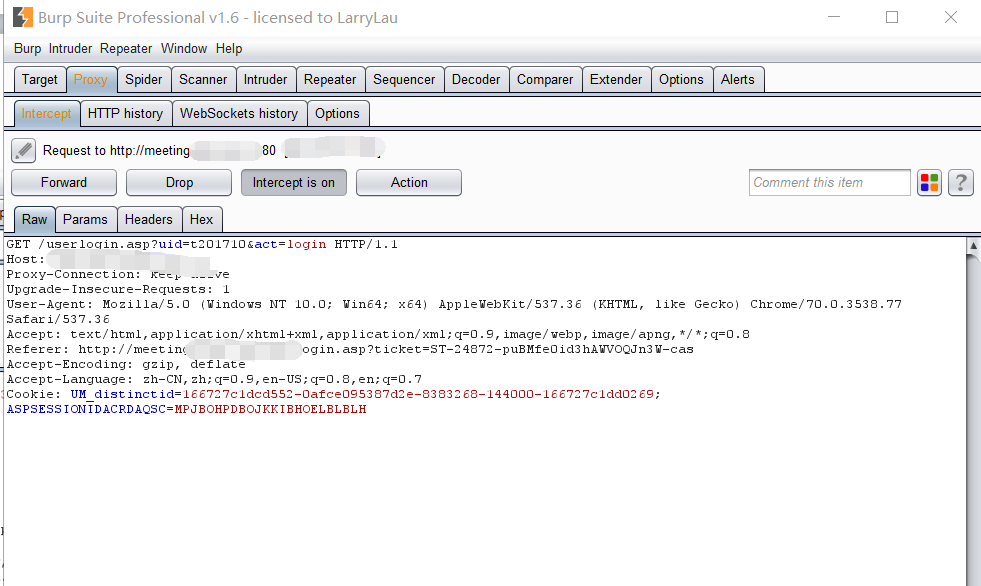 Burp Suite Professional v1.6 - licensed to LarryLau
Burp Intruder Repeater Window Help
Target Proxy Spider Scanner Intruder Repeater Sequencer Decoder Comparer Extender Options Alerts
Intercept HTTP history WebSockets history Options
Request to http://meeting 80 [ ]
Forward Drop Intercept is on Action Comment this item ?
Raw Params Headers Hex
GET /userlogin.asp?uid=t201710&act=login HTTP/1.1
Host:
Proxy-Connection: keep-alive
Upgrade-Insecure-Requests: 1
User-Agent: Mozilla/5.0 (Windows NT 10.0; Win64; x64) AppleWebKit/537.36 (KHTML, like Gecko) Chrome/70.0.3538.77
Safari/537.36
Accept: text/html,application/xhtml+xml,application/xml;q=0.9,image/webp,image/apng,*/*;q=0.8
Referer: http://meeting ogin.asp?ticket=ST-24872-puBMfeOid3hAWVOQJn3W-cas
Accept-Encoding: gzip, deflate
Accept-Language: zh-CN,zh;q=0.9,en-US;q=0.8,en;q=0.7
Cookie: UM_distinctid=166727c1dcd552-0afce095387d2e-8383268-144000-166727c1dd0269;
ASPSESSIONIDACRDAQSC=MPJBOHPDBOJKKIBHOELBLBLH